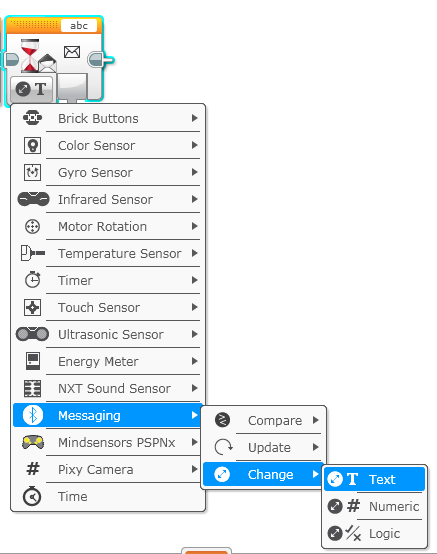 abc
T
Brick Buttons
Color Sensor
Gyro Sensor
Infrared Sensor
Motor Rotation
Temperature Sensor
Timer
Touch Sensor
Ultrasonic Sensor
Energy Meter
NXT Sound Sensor
Messaging
Mindsensors PSPNx
# Pixy Camera
Time
Compare
Update
Change
T Text
# Numeric
Logic